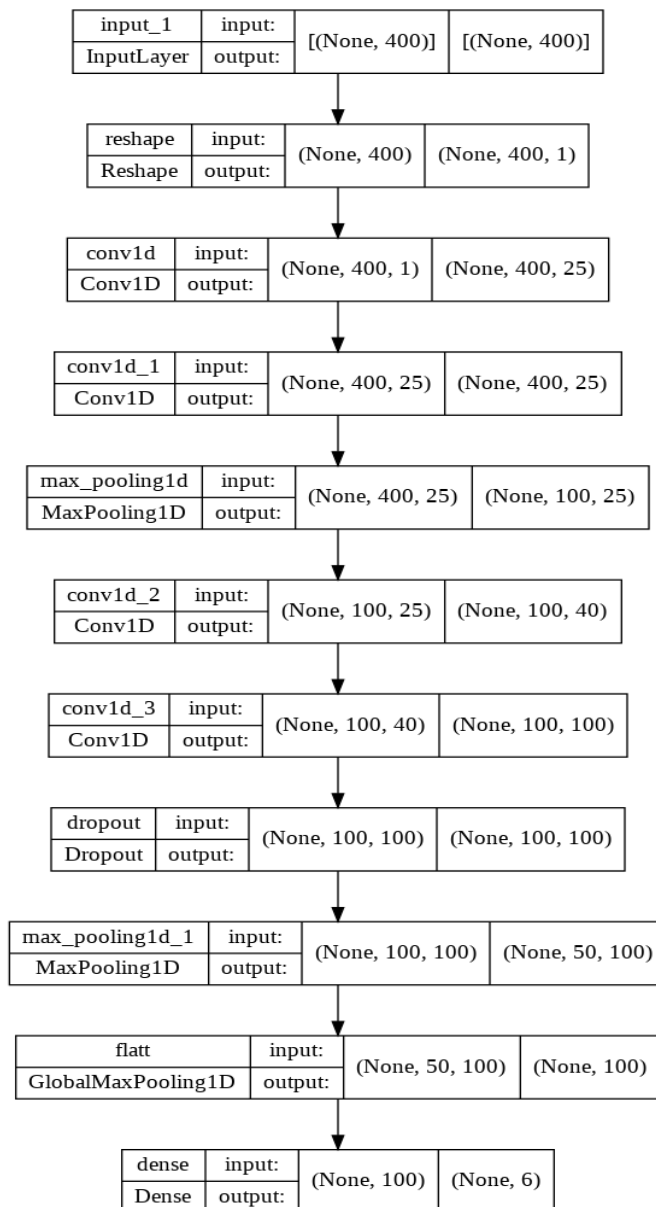 input_1 input: [(None, 400)] [(None, 400)]
InputLayer output:
reshape input: (None, 400) (None, 400, 1)
Reshape output:
conv1d input: (None, 400, 1) (None, 400, 25)
Conv1D output:
conv1d_1 input: (None, 400, 25) (None, 400, 25)
Conv1D output:
max_pooling1d input: (None, 400, 25) (None, 100, 25)
MaxPooling1D output:
conv1d_2 input: (None, 100, 25) (None, 100, 40)
Conv1D output:
conv1d_3 input: (None, 100, 40) (None, 100, 100)
Conv1D output:
dropout input: (None, 100, 100) (None, 100, 100)
Dropout output:
max_pooling1d_1 input: (None, 100, 100) (None, 50, 100)
MaxPooling1D output:
flatt input: (None, 50, 100) (None, 100)
GlobalMaxPooling1D output:
dense input: (None, 100) (None, 6)
Dense output: